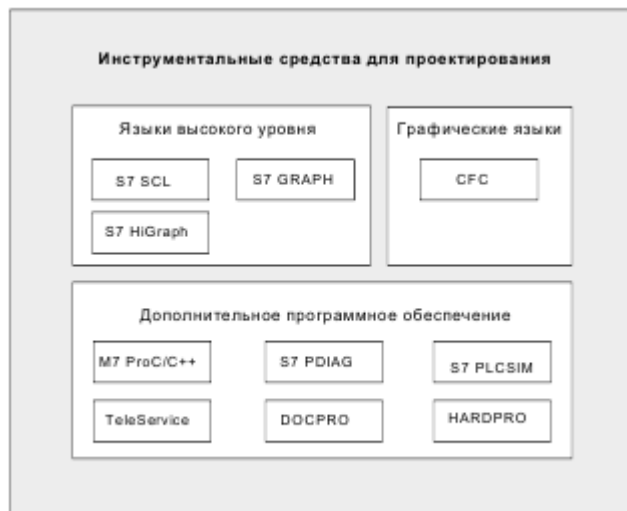 Инструментальные средства для проектирования
Языки высокого уровня
S7 SCL
S7 GRAPH
S7 HiGraph
Графические языки
CFC
Дополнительное программное обеспечение
M7 ProC/C++
S7 PDIAG
S7 PLCSIM
TeleService
DOCPRO
HARDPRO